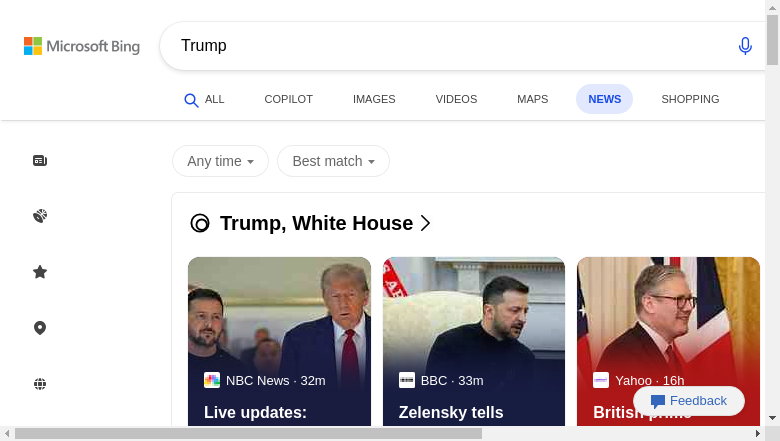 Microsoft Bing
Trump
ALL
COPILOT
IMAGES
VIDEOS
MAPS
NEWS
SHOPPING
Any time
Best match
Trump, White House
NBC News · 32m
Live updates:
BBC · 33m
Zelensky tells
Yahoo · 16h
British prime
Feedback